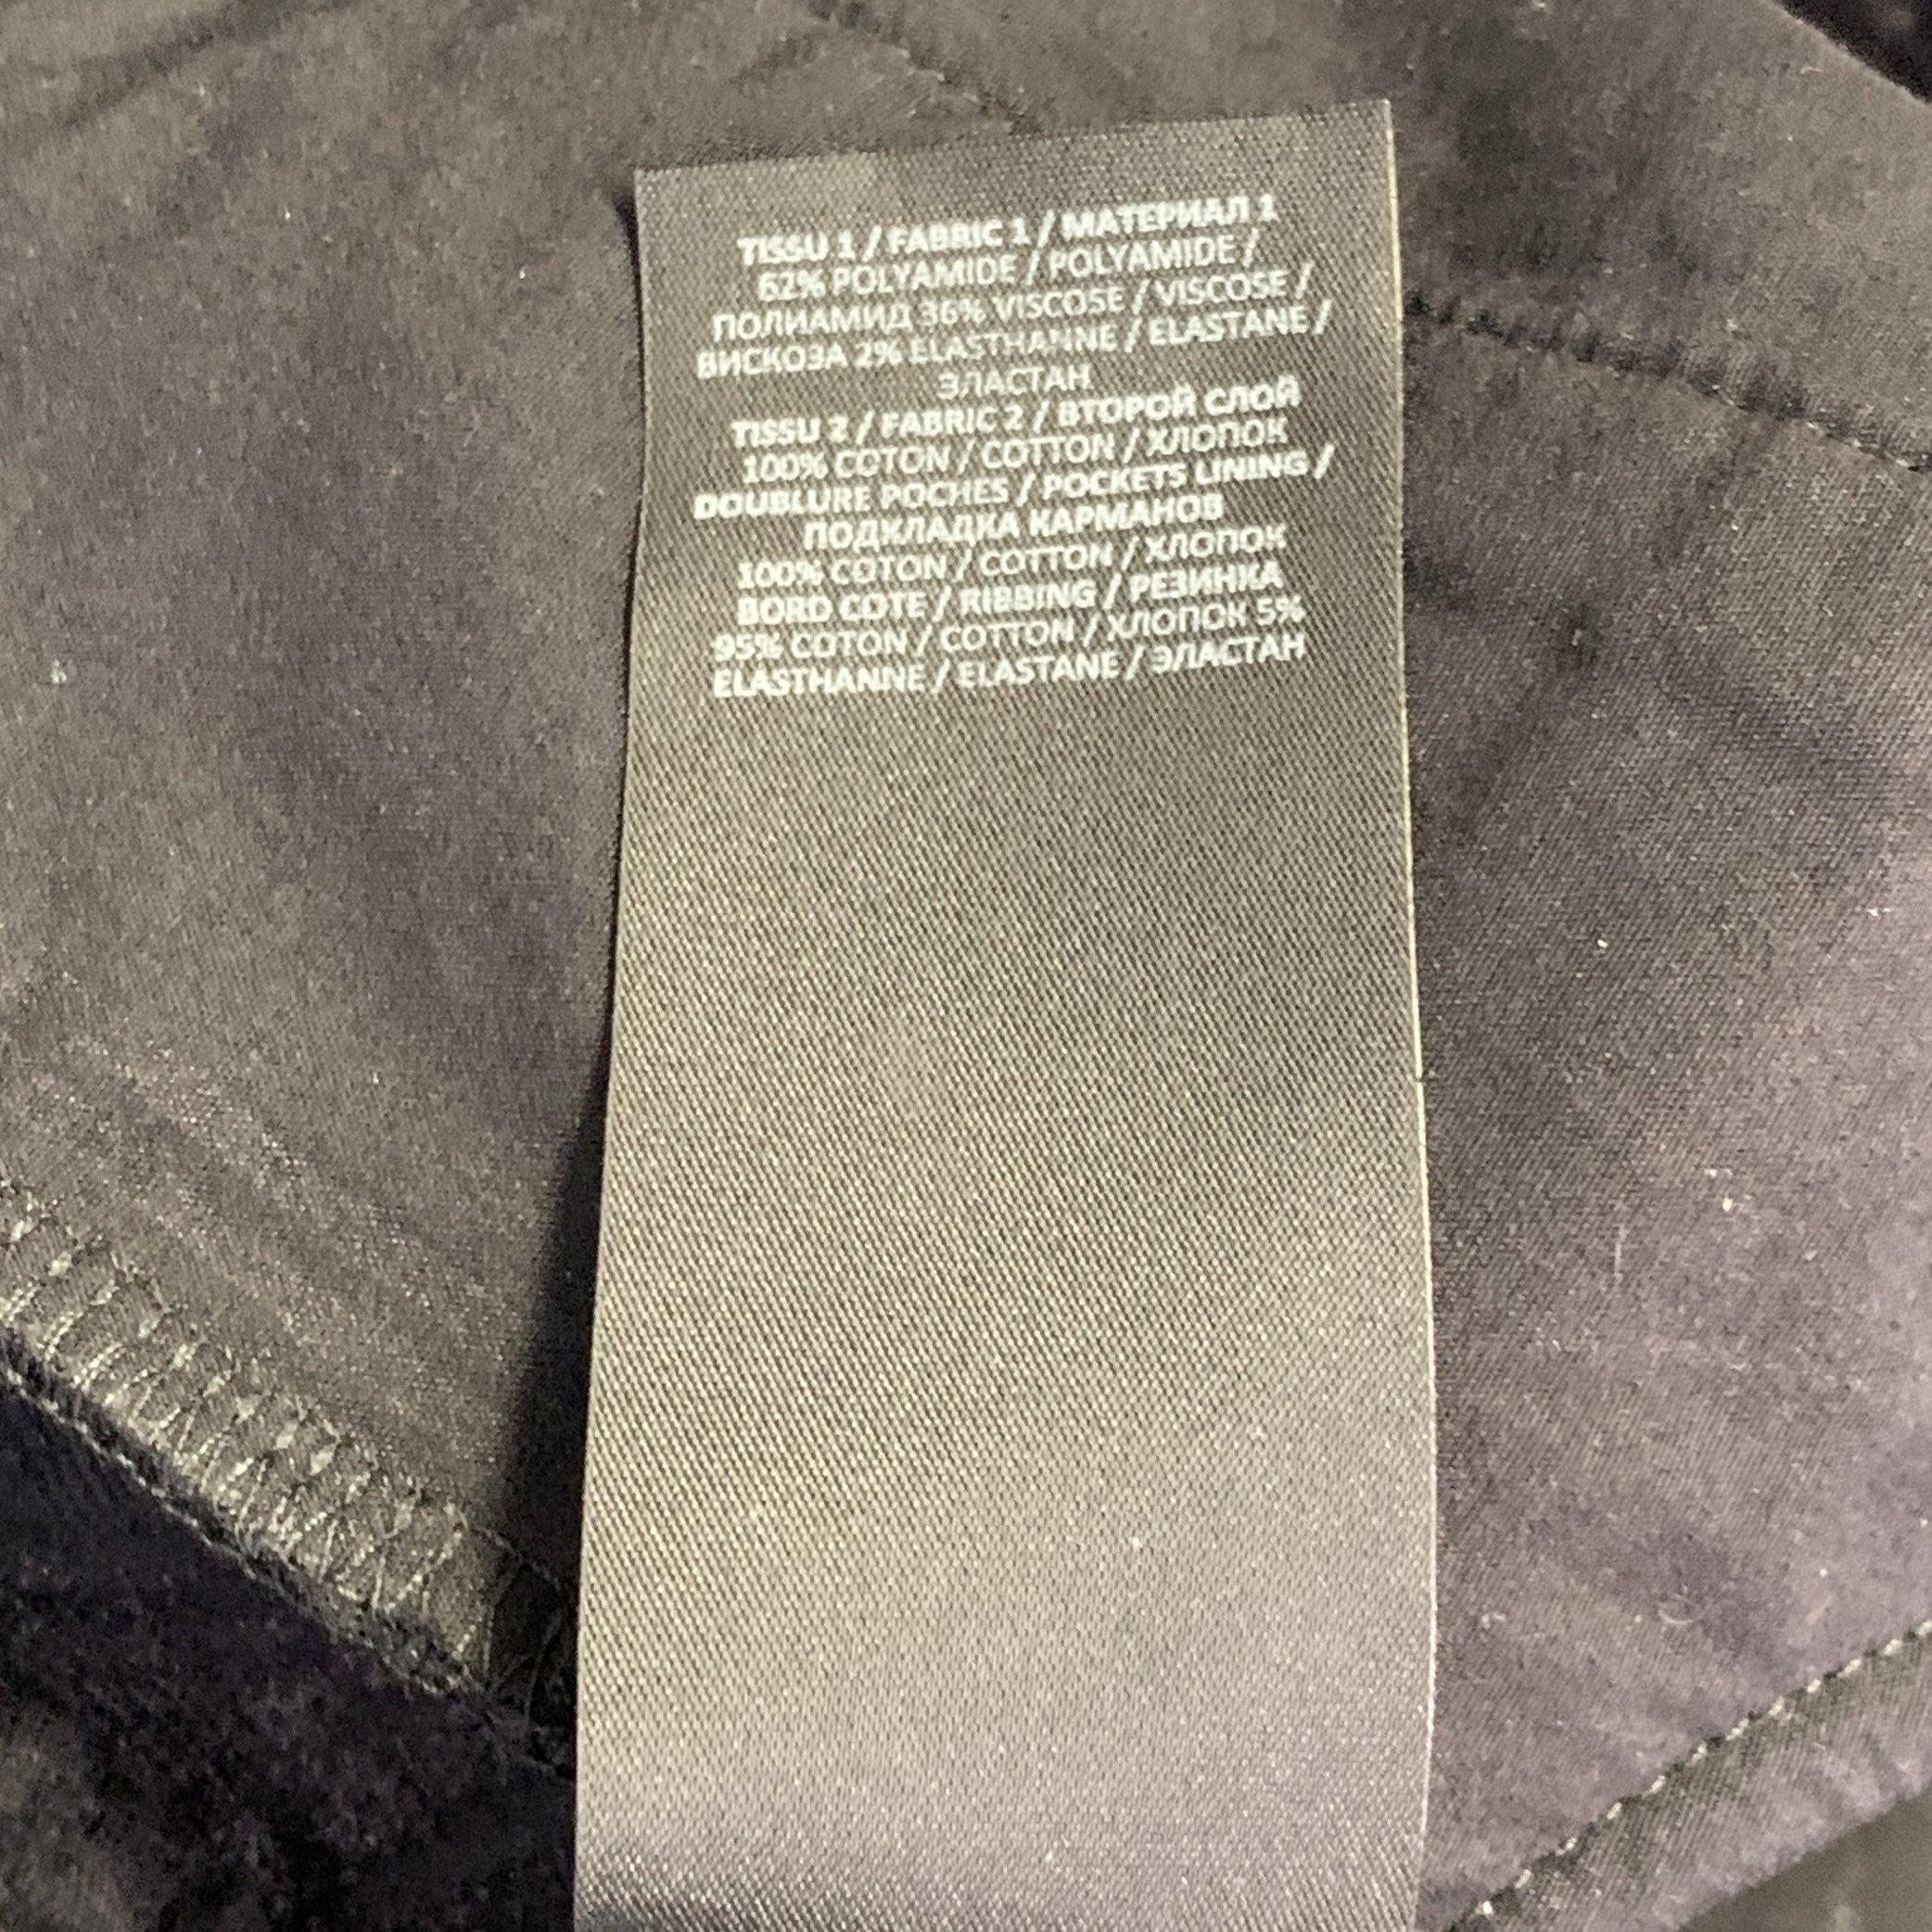 TISSU 1 / FABRIC 1 / МАТЕРИАЛ 1
62% POLYAMIDE / POLYAMIDE /
ПОЛИАМИД 36% VISCOSE / VISCOSE /
ВИСКОЗА 2% ELASTHANNE / ELASTANE /
ЭЛАСТАН
TISSU 2 / FABRIC 2 / ВТОРОЙ СЛОЙ
100% COTON / COTTON / ХЛОПОК
DOUBLURE POCHES / POCKETS LINING /
ПОДКЛАДКА КАРМАНОВ
100% COTON / COTTON / ХЛОПОК
BORD COTE / RIBBING / РЕЗИНКА
95% COTON / COTTON / ХЛОПОК 5%
ELASTHANNE / ELASTANE / ЭЛАСТАН